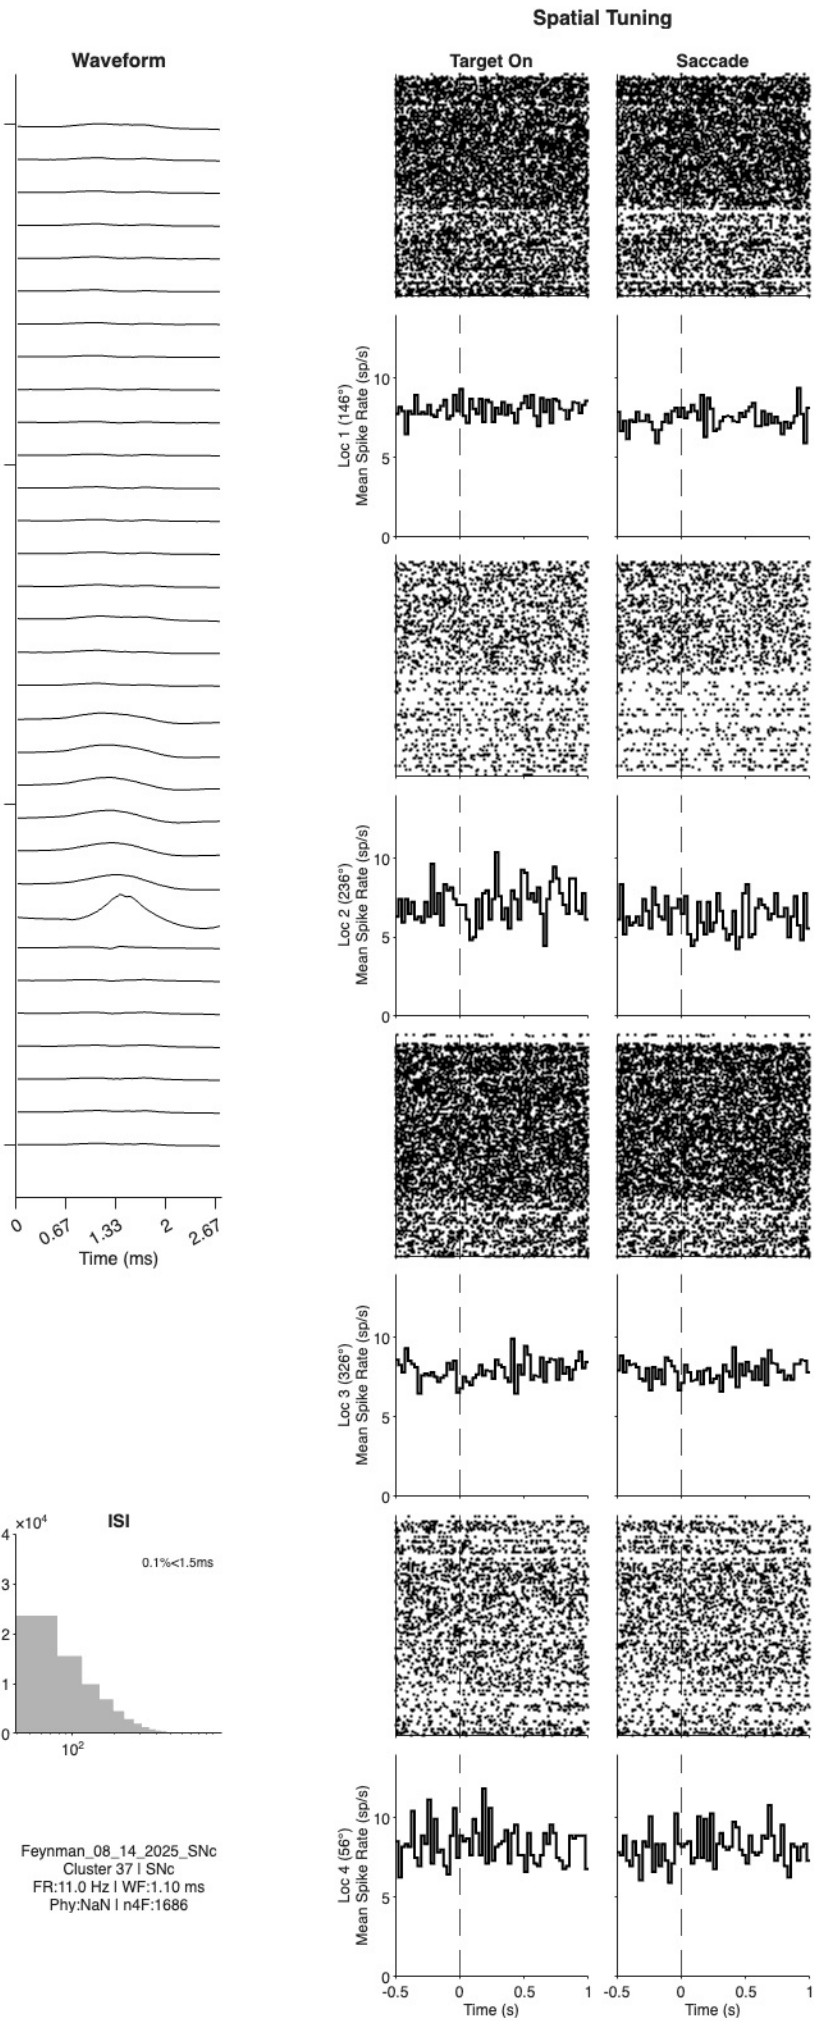 Spatial Tuning
Waveform
Target On
Saccade
Loc 1 (146°)
Mean Spike Rate (sp/s)
10
5
0
Loc 2 (236°)
Mean Spike Rate (sp/s)
10
5
0
0
0.67
1.33
2
2.67
Time (ms)
Loc 3 (326°)
Mean Spike Rate (sp/s)
10
5
0
×10⁴
ISI
0.1%<1.5ms
4
3
2
1
0
10²
Feynman_08_14_2025_SNc
Cluster 37 | SNc
FR:11.0 Hz | WF:1.10 ms
Phy:NaN | n4F:1686
Loc 4 (56°)
Mean Spike Rate (sp/s)
10
5
0
-0.5 0 0.5 1
Time (s)
-0.5 0 0.5 1
Time (s)